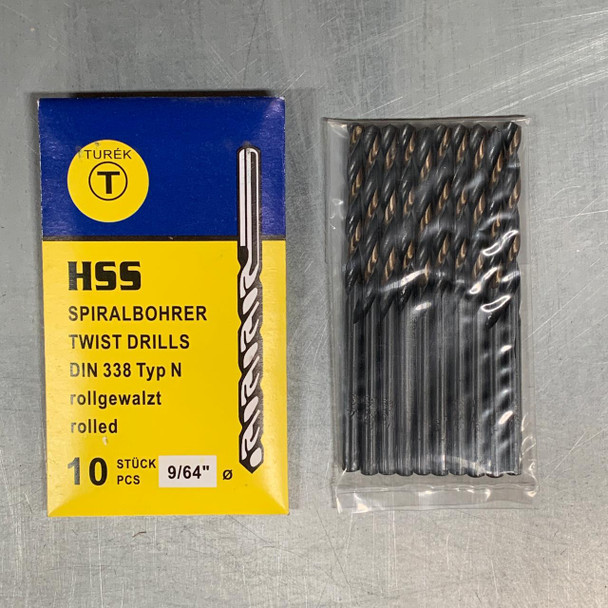 TURÉK
T
HSS
SPIRALBOHRER
TWIST DRILLS
DIN 338 Typ N
rollgewalzt
rolled
10 STÜCK PCS 9/64" ø